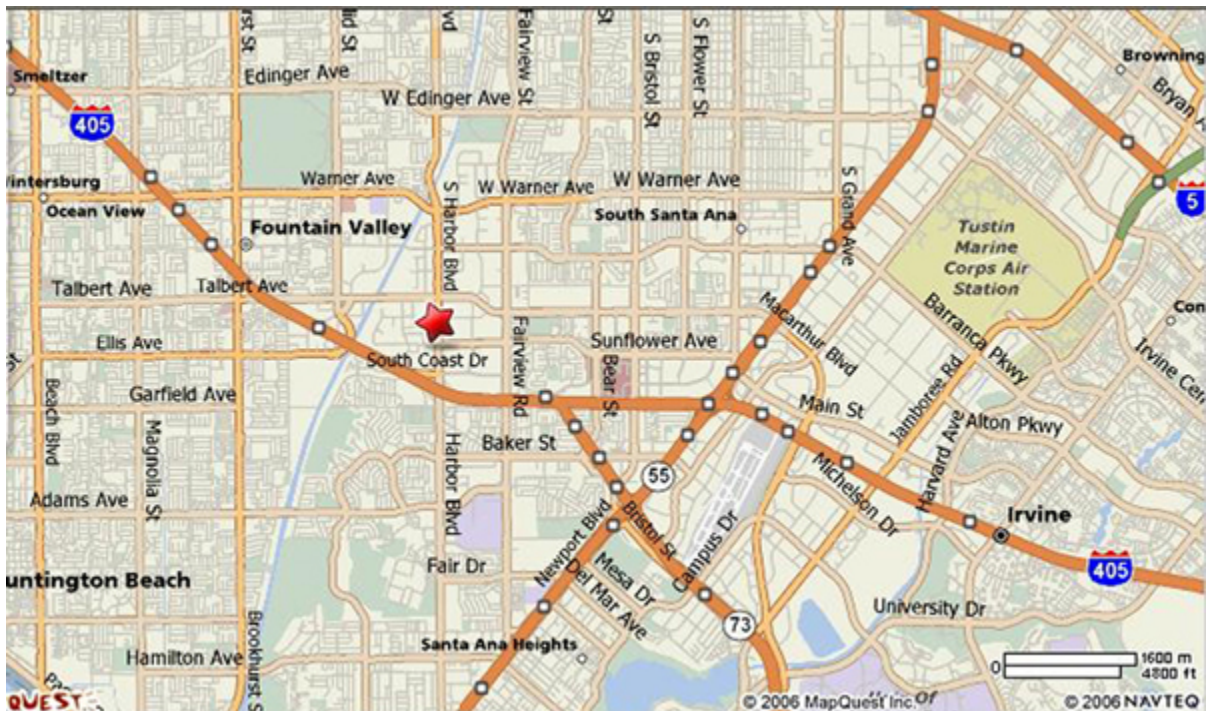 Blvd
Fairview St
S Bristol St
S Flower St
Smeltzer
Edinger Ave
W Edinger Ave
Browning
Bryan
405
Wintersburg
Ocean View
Warner Ave
W Warner Ave
W Warner Ave
S Harbor Blvd
S Grand Ave
5
Fountain Valley
South Santa Ana
Tustin
Marine
Corps Air
Station
Talbert Ave
Talbert Ave
Ellis Ave
South Coast Dr
Fairview Rd
Sunflower Ave
Bear St
Macarthur Blvd
Barranca Pkwy
Con
Irvine Cen
Beach Blvd
Garfield Ave
Magnolia St
Main St
Jamboree Rd
Harvard Ave
Alton Pkwy
Baker St
Harbor Blvd
55
Michelson Dr
Adams Ave
Newport Blvd
Bristol St
Campus Dr
Irvine
405
untington Beach
Fair Dr
Mesa Dr
Del Mar Ave
73
University Dr
Brookhurst St
Hamilton Ave
Santa Ana Heights
0
1600 m
4800 ft
QUEST
© 2006 MapQuest Inc.
Of
© 2006 NAVTEQ